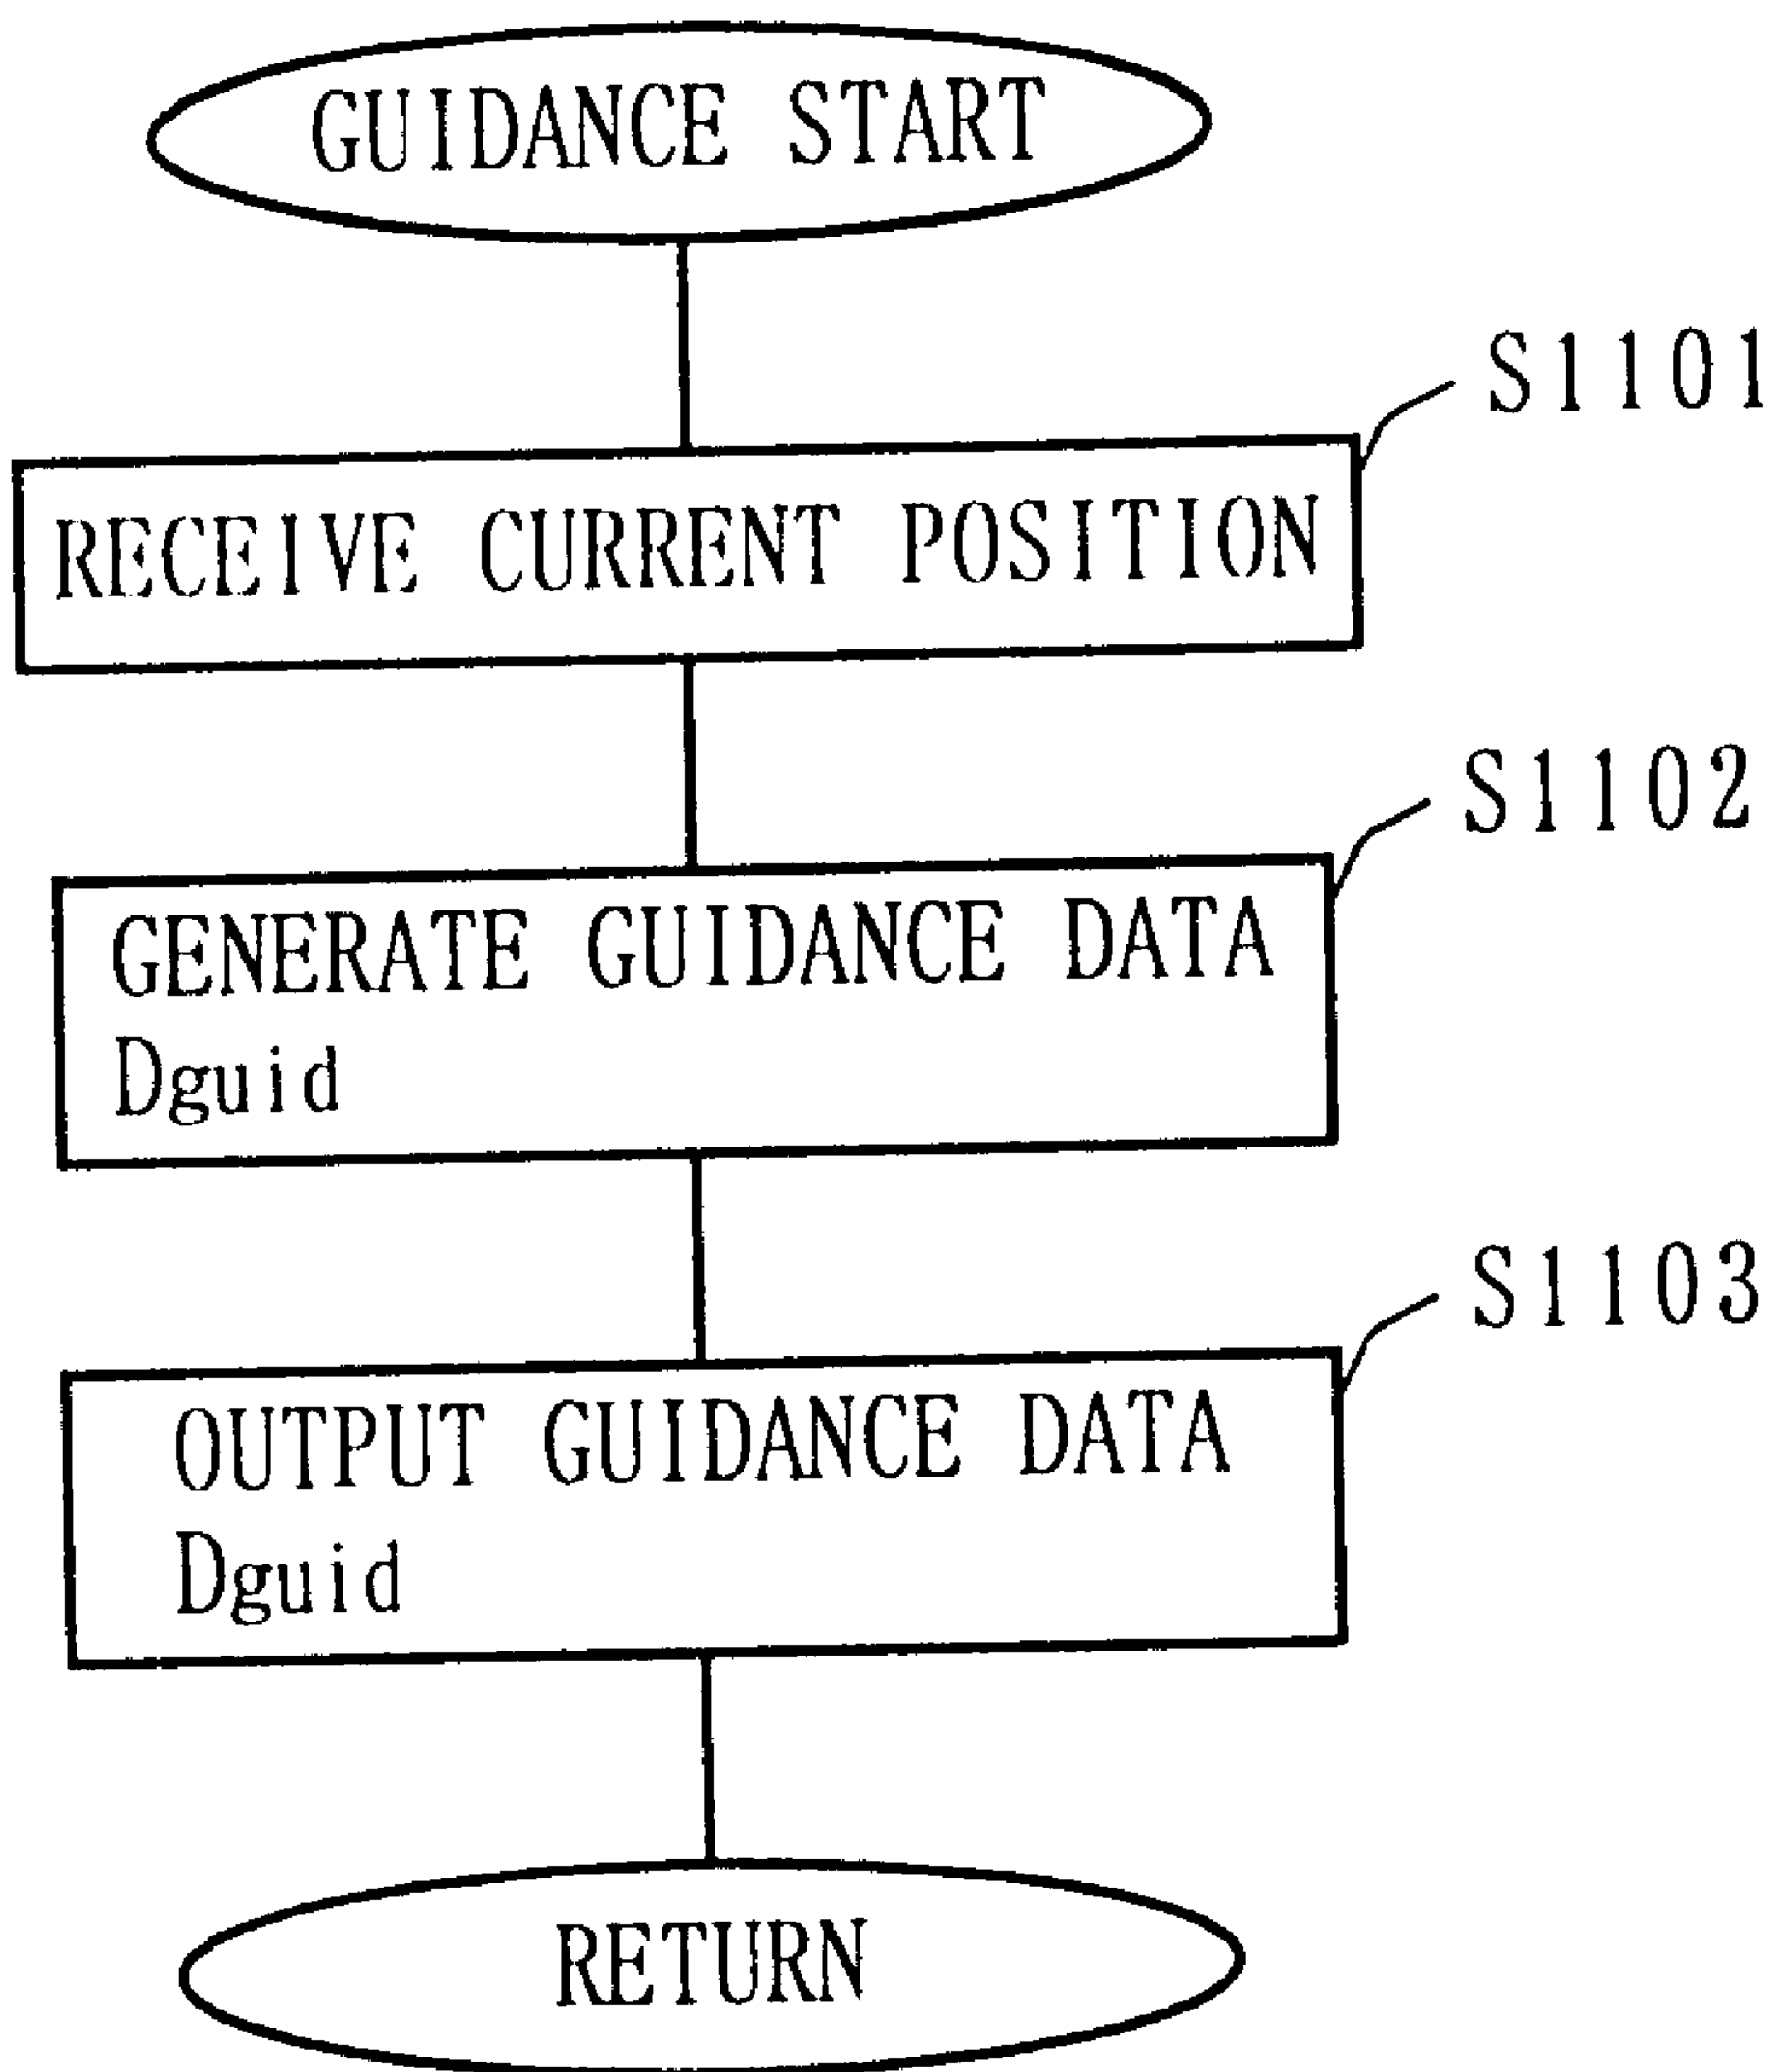 GUIDANCE START
S1101
RECEIVE CURRENT POSITION
S1102
GENERATE GUIDANCE DATA
Dguid
S1103
OUTPUT GUIDANCE DATA
Dguid
RETURN